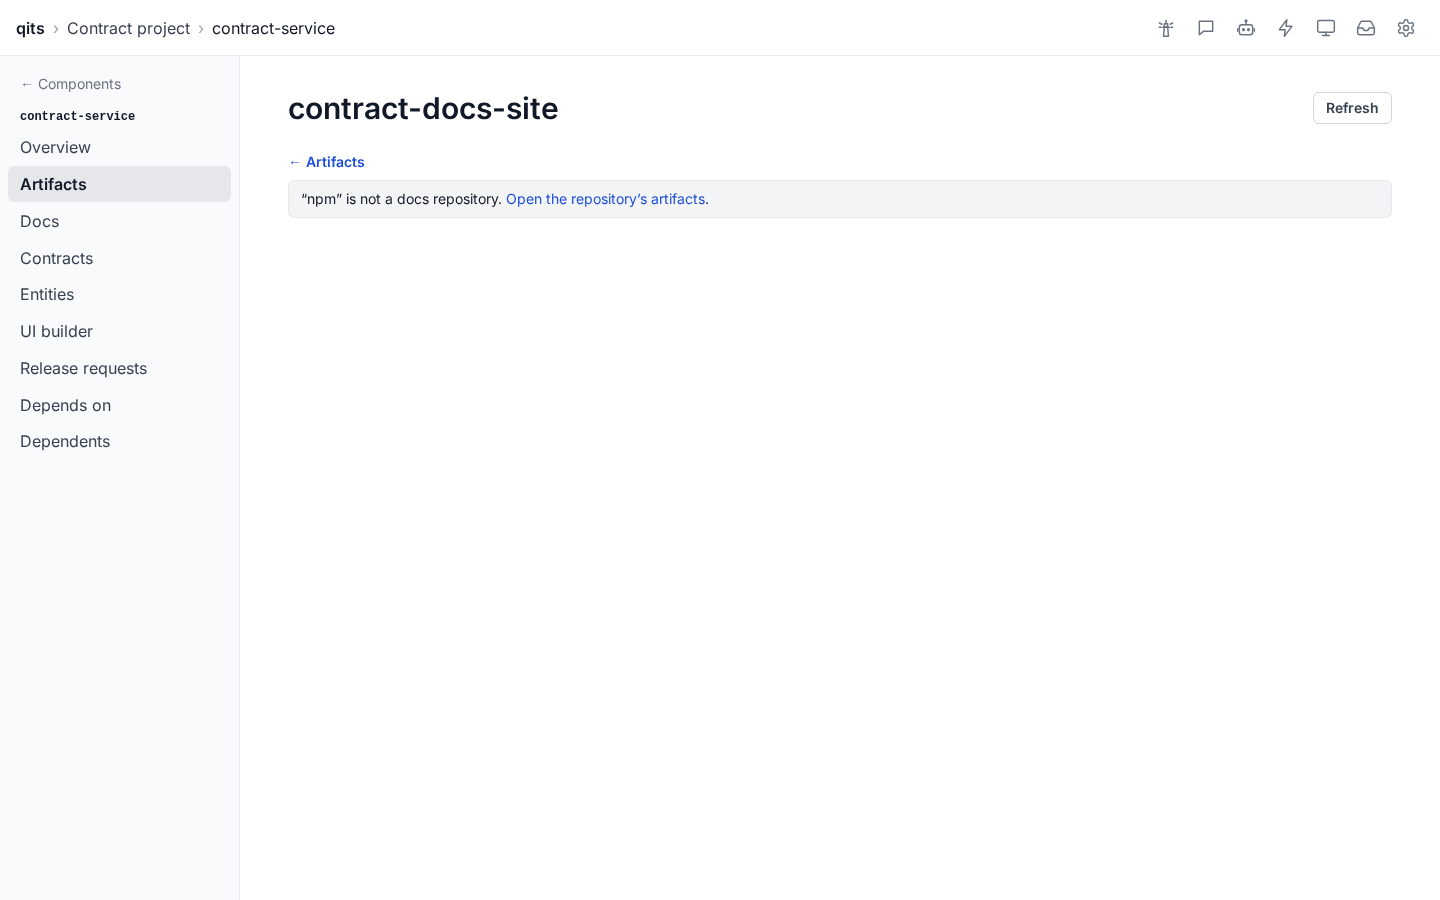 qits › Contract project › contract-service
← Components
contract-service
Overview
Artifacts
Docs
Contracts
Entities
UI builder
Release requests
Depends on
Dependents
contract-docs-site
Refresh
← Artifacts
“npm” is not a docs repository. Open the repository’s artifacts.